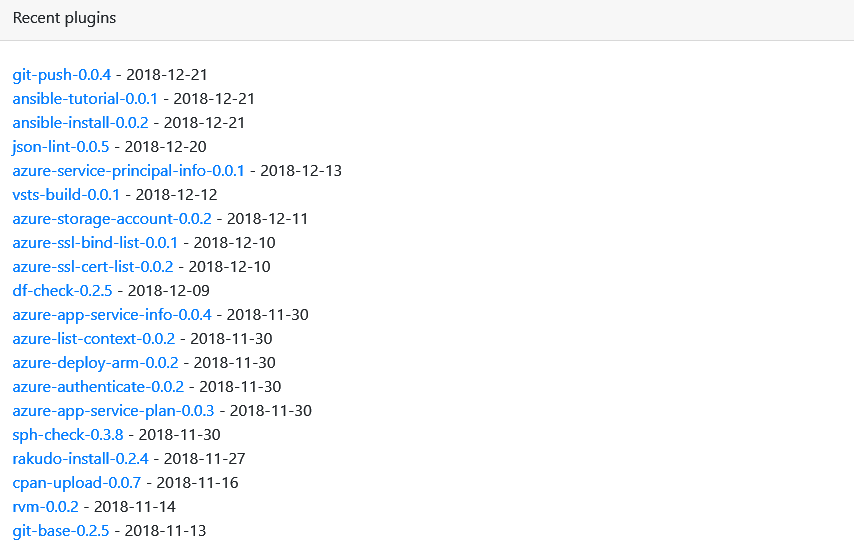 Recent plugins
git-push-0.0.4 - 2018-12-21
ansible-tutorial-0.0.1 - 2018-12-21
ansible-install-0.0.2 - 2018-12-21
json-lint-0.0.5 - 2018-12-20
azure-service-principal-info-0.0.1 - 2018-12-13
vsts-build-0.0.1 - 2018-12-12
azure-storage-account-0.0.2 - 2018-12-11
azure-ssl-bind-list-0.0.1 - 2018-12-10
azure-ssl-cert-list-0.0.2 - 2018-12-10
df-check-0.2.5 - 2018-12-09
azure-app-service-info-0.0.4 - 2018-11-30
azure-list-context-0.0.2 - 2018-11-30
azure-deploy-arm-0.0.2 - 2018-11-30
azure-authenticate-0.0.2 - 2018-11-30
azure-app-service-plan-0.0.3 - 2018-11-30
sph-check-0.3.8 - 2018-11-30
rakudo-install-0.2.4 - 2018-11-27
cpan-upload-0.0.7 - 2018-11-16
rvm-0.0.2 - 2018-11-14
git-base-0.2.5 - 2018-11-13